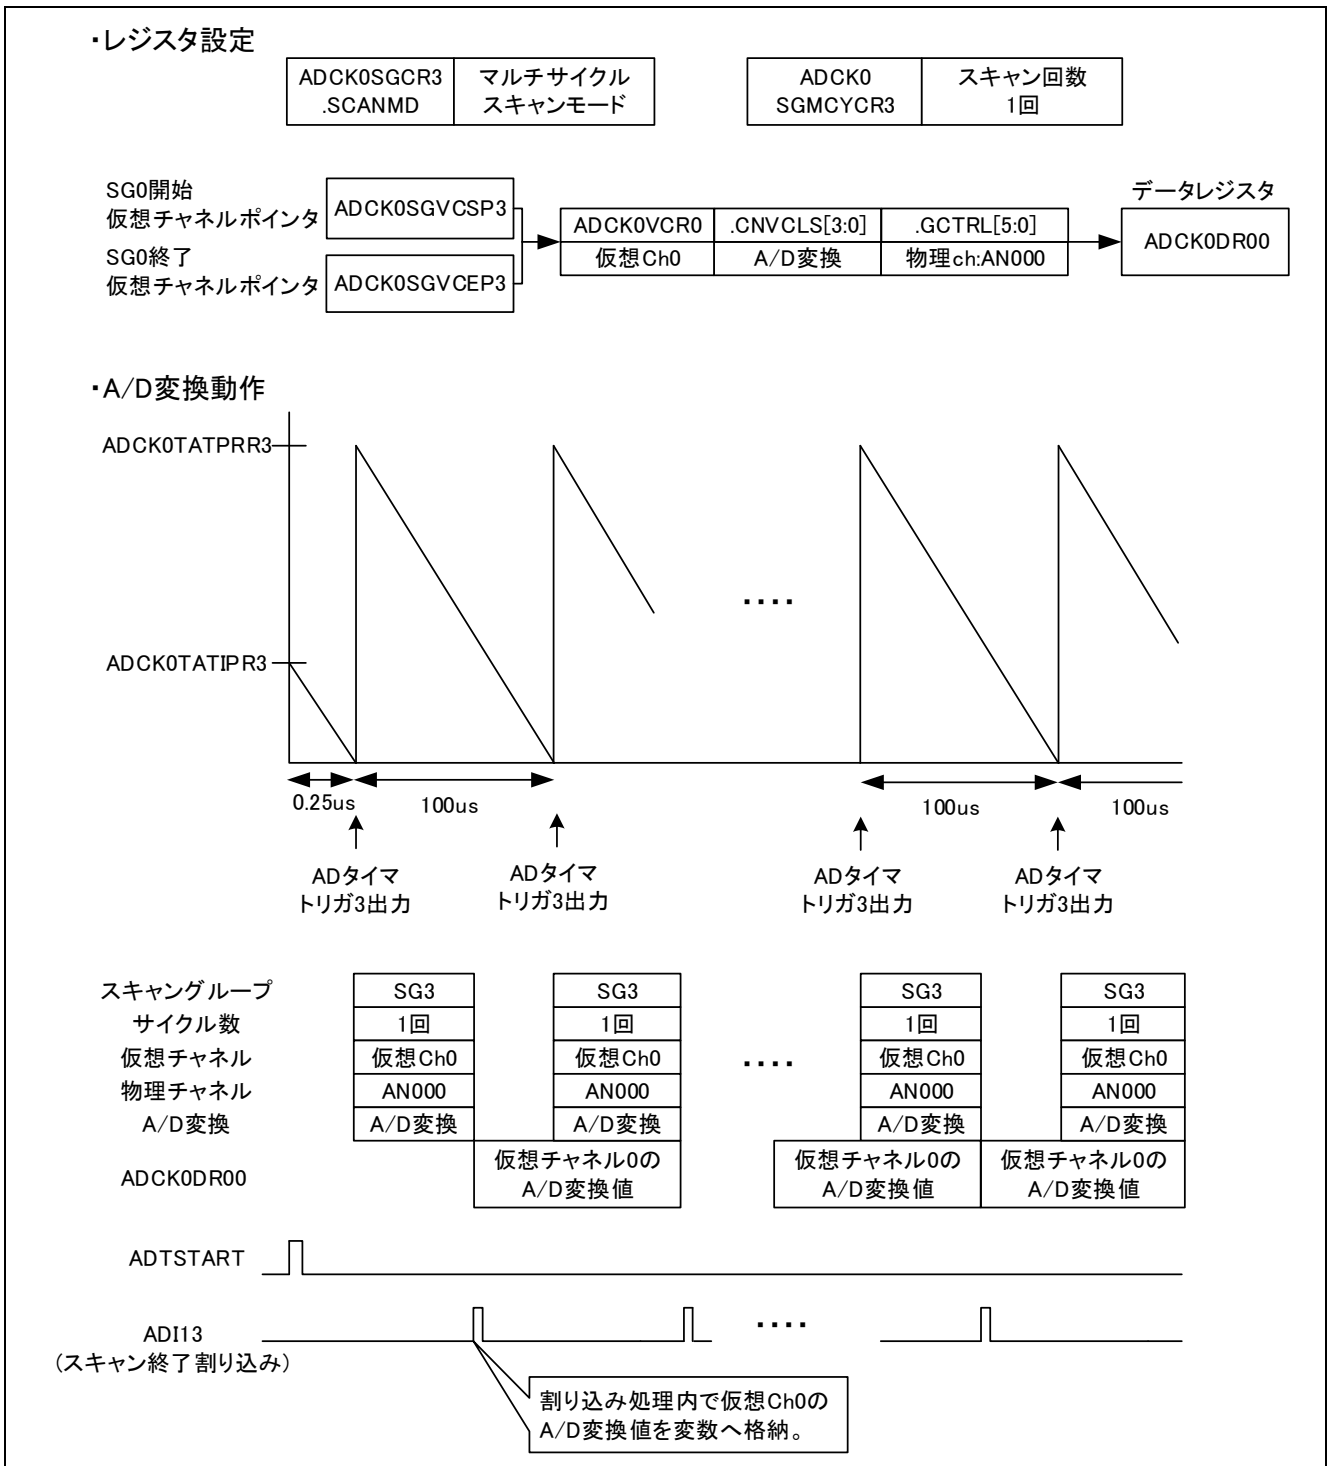 ・レジスタ設定
ADCK0SGCR3
.SCANMD
マルチサイクル
スキャンモード
ADCK0
SGMCYCR3
スキャン回数
1回
SG0開始
仮想チャネルポインタ
ADCK0SGVCSP3
SG0終了
仮想チャネルポインタ
ADCK0SGVCEP3
ADCK0VCR0
.CNVCLS[3:0]
.GCTRL[5:0]
仮想Ch0
A/D変換
物理ch:AN000
データレジスタ
ADCK0DR00
・A/D変換動作
ADCK0TATPRR3
ADCK0TATIPR3
....
0.25us
100us
100us
100us
ADタイマ
トリガ3出力
ADタイマ
トリガ3出力
ADタイマ
トリガ3出力
ADタイマ
トリガ3出力
スキャングループ
SG3
SG3
SG3
SG3
サイクル数
1回
1回
1回
1回
仮想チャネル
仮想Ch0
仮想Ch0
....
仮想Ch0
仮想Ch0
物理チャネル
AN000
AN000
AN000
AN000
A/D変換
A/D変換
A/D変換
A/D変換
A/D変換
ADCK0DR00
仮想チャネル0の
A/D変換値
仮想チャネル0の
A/D変換値
仮想チャネル0の
A/D変換値
ADTSTART
ADI13
(スキャン終了割り込み)
....
割り込み処理内で仮想Ch0の
A/D変換値を変数へ格納。